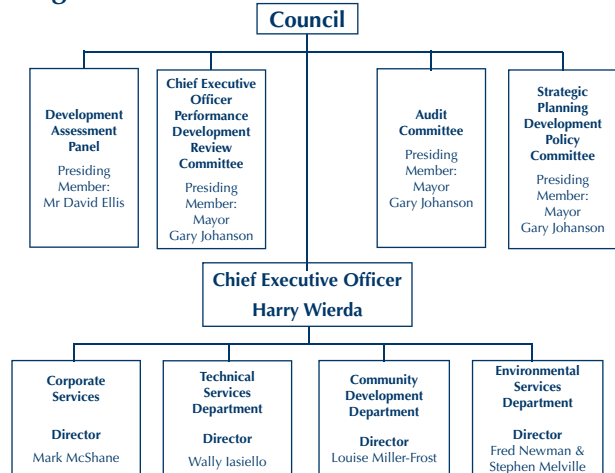 Council
Development
Assessment
Panel
Presiding
Member:
Mr David Ellis
Chief Executive
Officer
Performance
Development
Review
Committee
Presiding
Member:
Mayor
Gary Johanson
Audit
Committee
Presiding
Member:
Mayor
Gary Johanson
Strategic
Planning
Development
Policy
Committee
Presiding
Member:
Mayor
Gary Johanson
Chief Executive Officer
Harry Wierda
Corporate
Services
Director
Mark McShane
Technical
Services
Department
Director
Wally Iasiello
Community
Development
Department
Director
Louise Miller-Frost
Environmental
Services
Department
Director
Fred Newman &
Stephen Melville